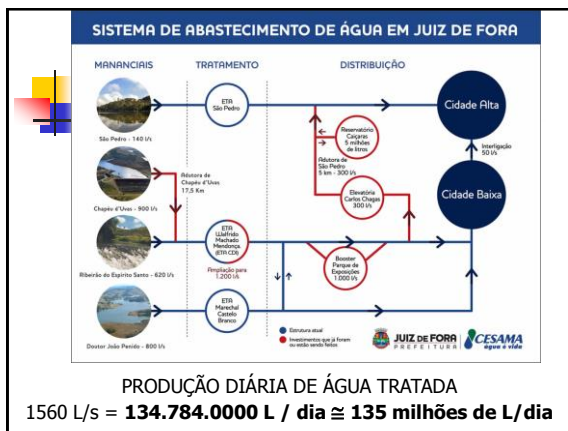 SISTEMA DE ABASTECIMENTO DE ÁGUA EM JUIZ DE FORA
MANANCIAIS
TRATAMENTO
DISTRIBUIÇÃO
ETA
São Pedro
Cidade Alta
São Pedro - 140 l/s
Reservatório
Caiçaras
5 milhões
de litros
Interligação
50 l/s
Adutora de
Chapéu d'Uvas
17,5 Km
Adutora de
São Pedro
5 km - 300 l/s
Chapéu d'Uvas - 900 l/s
Elevatória
Carlos Chagas
300 l/s
Cidade Baixa
ETA
Walfrido
Machado
Mendonça
(ETA CDI)
Ampliação para
1.200 l/s
Ribeirão do Espírito Santo - 620 l/s
Booster
Parque de
Exposições
1.000 l/s
ETA
Marechal
Castelo
Branco
Doutor João Penido - 800 l/s
Estrutura atual
Investimentos que já foram
ou estão sendo feitos
JUIZ DE FORA
PREFEITURA
CESAMA
água é vida
PRODUÇÃO DIÁRIA DE ÁGUA TRATADA
1560 L/s = 134.784.0000 L / dia ≅ 135 milhões de L/dia